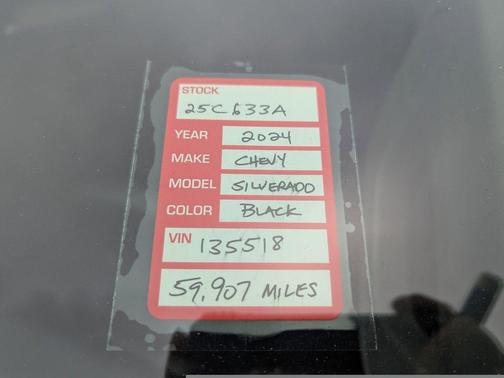 STOCK
25C633A
YEAR 2024
MAKE CHEVY
MODEL SILVERADO
COLOR BLACK
VIN 135518
59,907 MILES